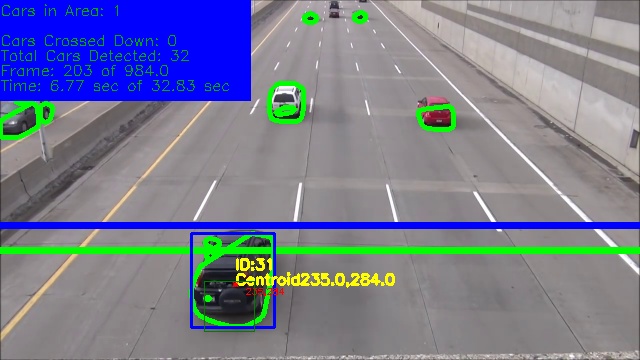 Cars in Area: 1
Cars Crossed Down: 0
Total Cars Detected: 32
Frame: 203 of 984.0
Time: 6.77 sec of 32.83 sec
ID:31
Centroid235.0,284.0